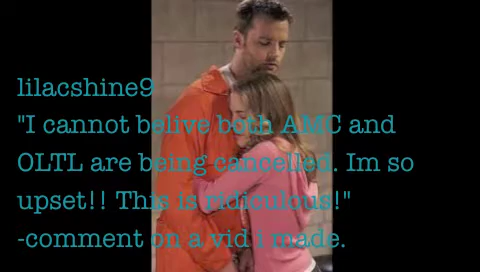 lilacshine9
"I cannot belive both AMC and
OLTL are being cancelled. Im so
upset!! This is ridiculous!"
-comment on a vid i made.